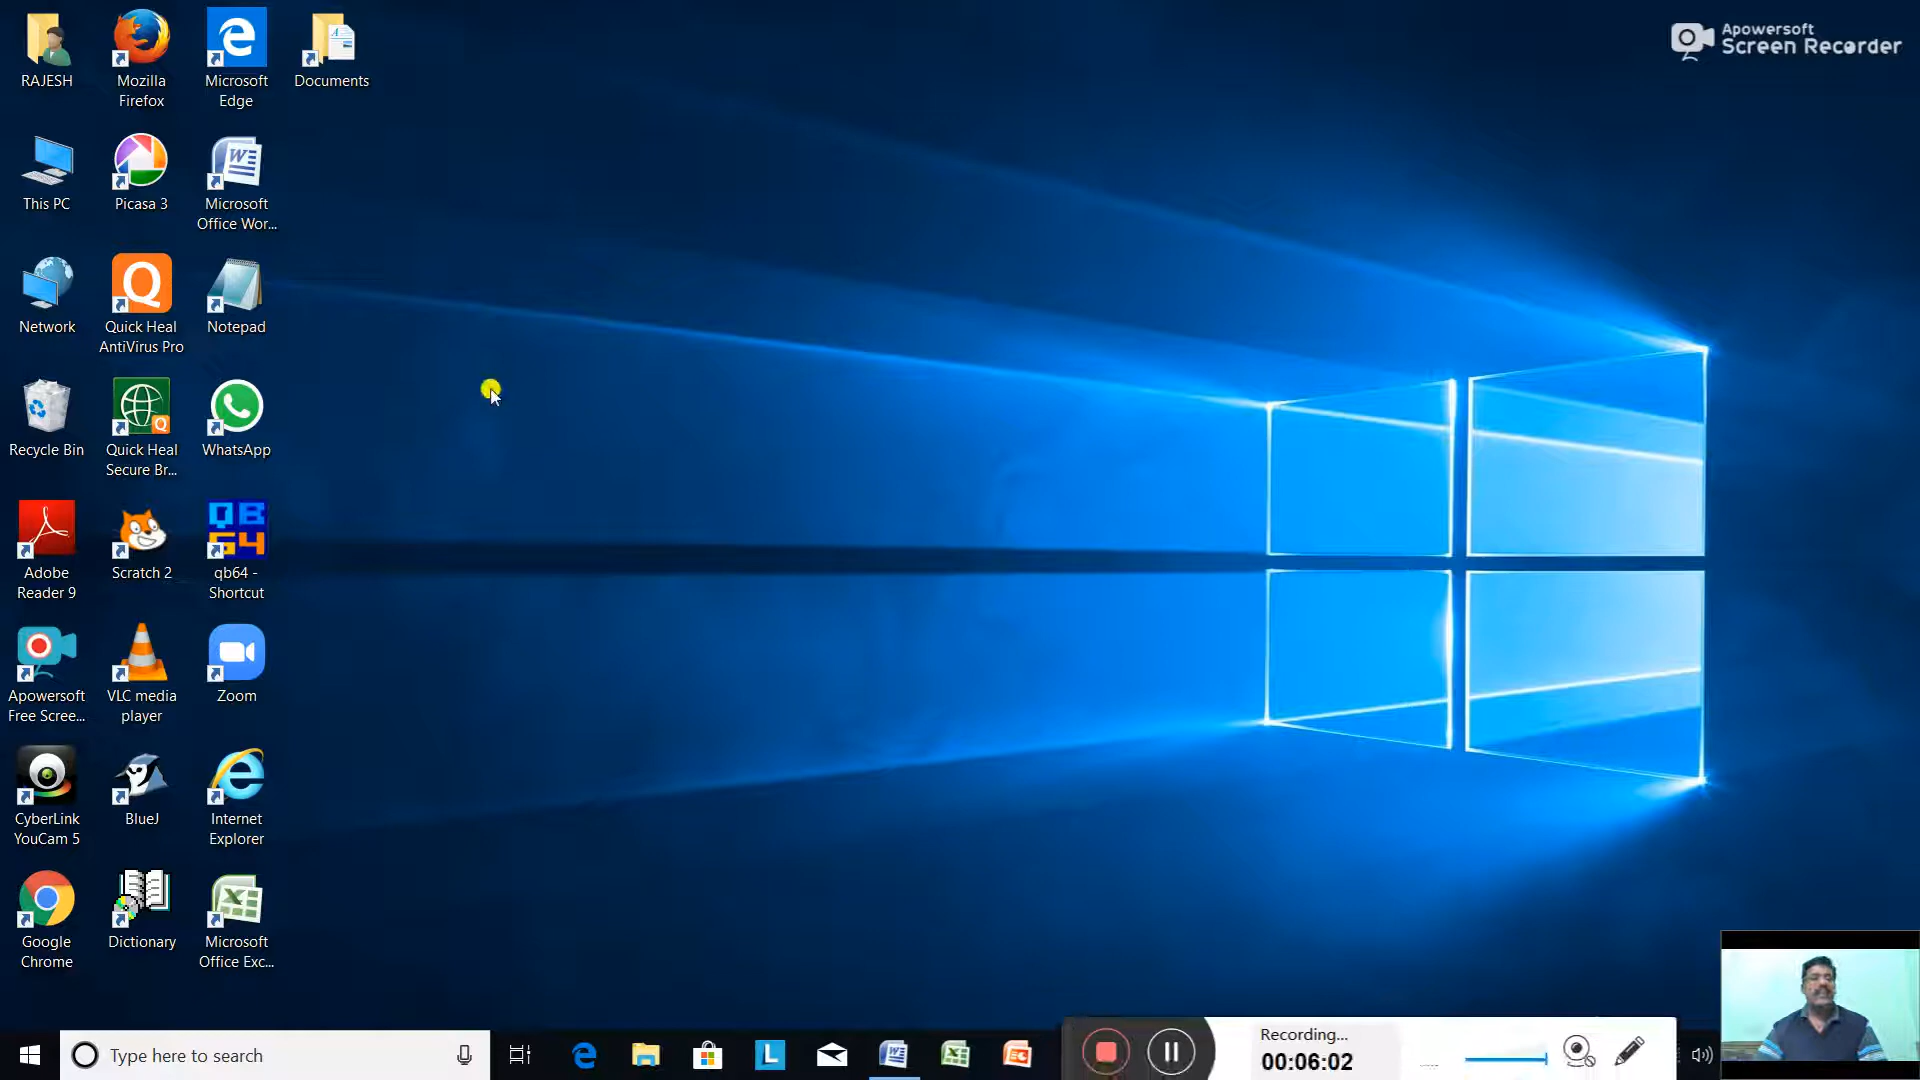 Apowersoft
Screen Recorder
RAJESH
Mozilla
Firefox
Microsoft
Edge
Documents
This PC
Picasa 3
Microsoft
Office Wor...
Network
Quick Heal
AntiVirus Pro
Notepad
Recycle Bin
Quick Heal
Secure Br...
WhatsApp
QB
64
Adobe
Reader 9
Scratch 2
qb64 -
Shortcut
Apowersoft
Free Scree...
VLC media
player
Zoom
CyberLink
YouCam 5
BlueJ
Internet
Explorer
Google
Chrome
Dictionary
Microsoft
Office Exc...
Type here to search
Recording...
00:06:02